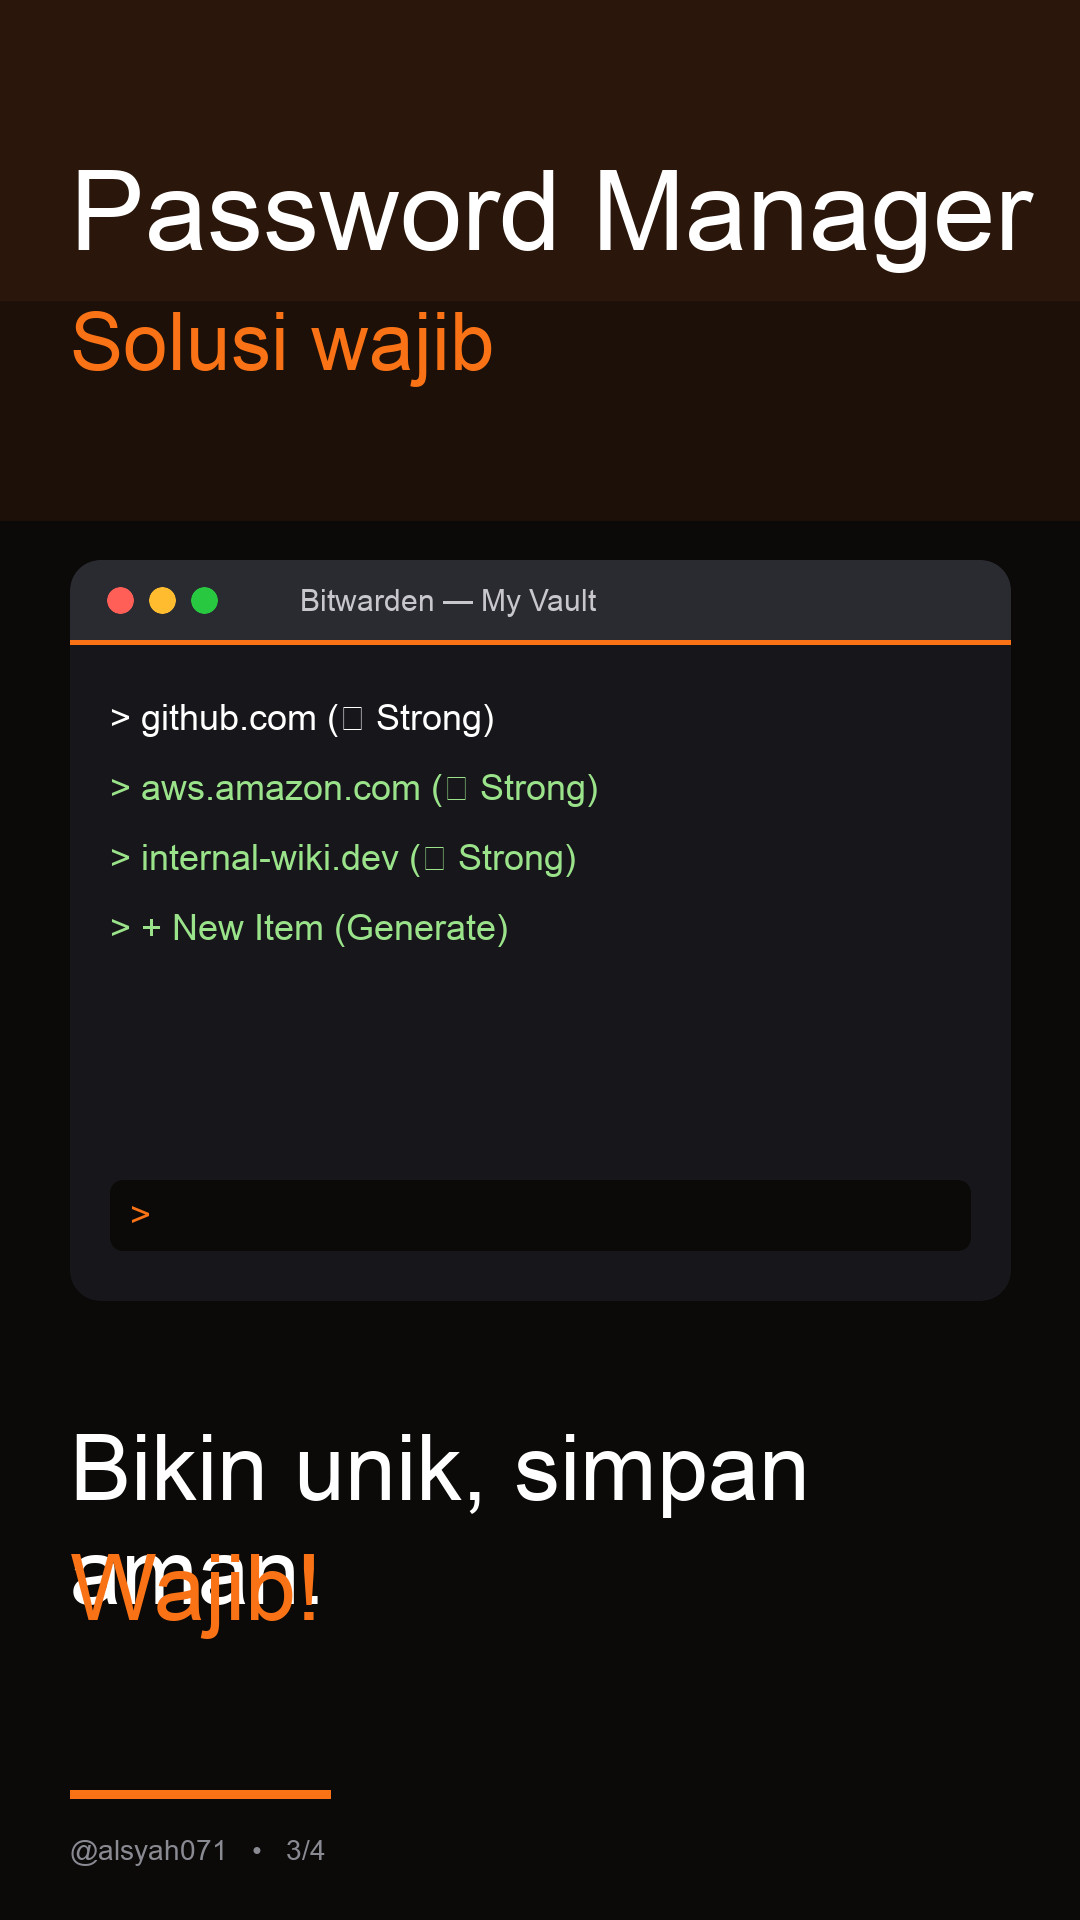 Password Manager
Solusi wajib
Bitwarden — My Vault
> github.com (□ Strong)
> aws.amazon.com (□ Strong)
> internal-wiki.dev (□ Strong)
> + New Item (Generate)
>
Bikin unik, simpan
aman.
Wajib!
@alsyah071 • 3/4